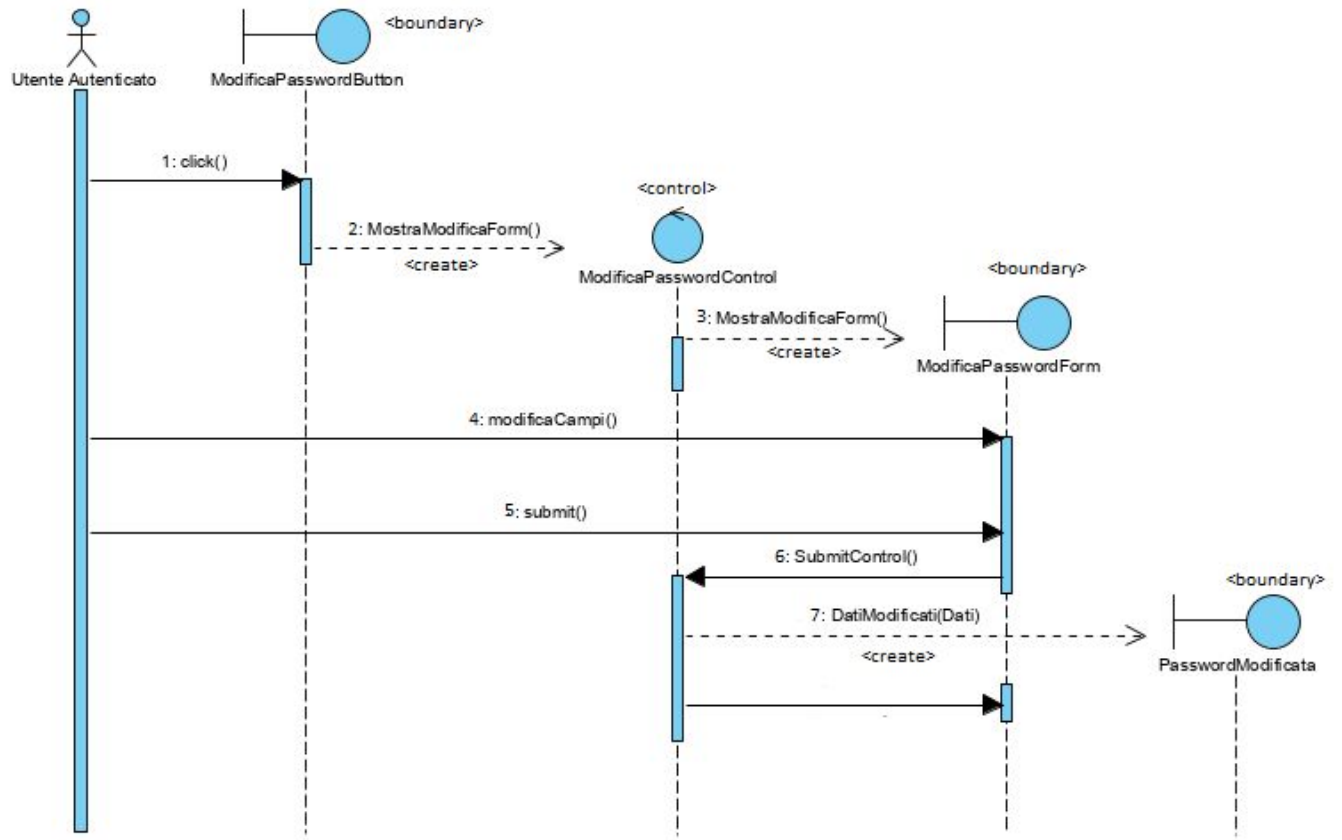 <boundary>
Utente Autenticato
ModificaPasswordButton
1: click()
<control>
2: MostraModificaForm()
<create>
ModificaPasswordControl
<boundary>
3: MostraModificaForm()
<create>
ModificaPasswordForm
4: modificaCampi()
5: submit()
6: SubmitControl()
<boundary>
7: DatiModificati(Dati)
<create>
PasswordModificata